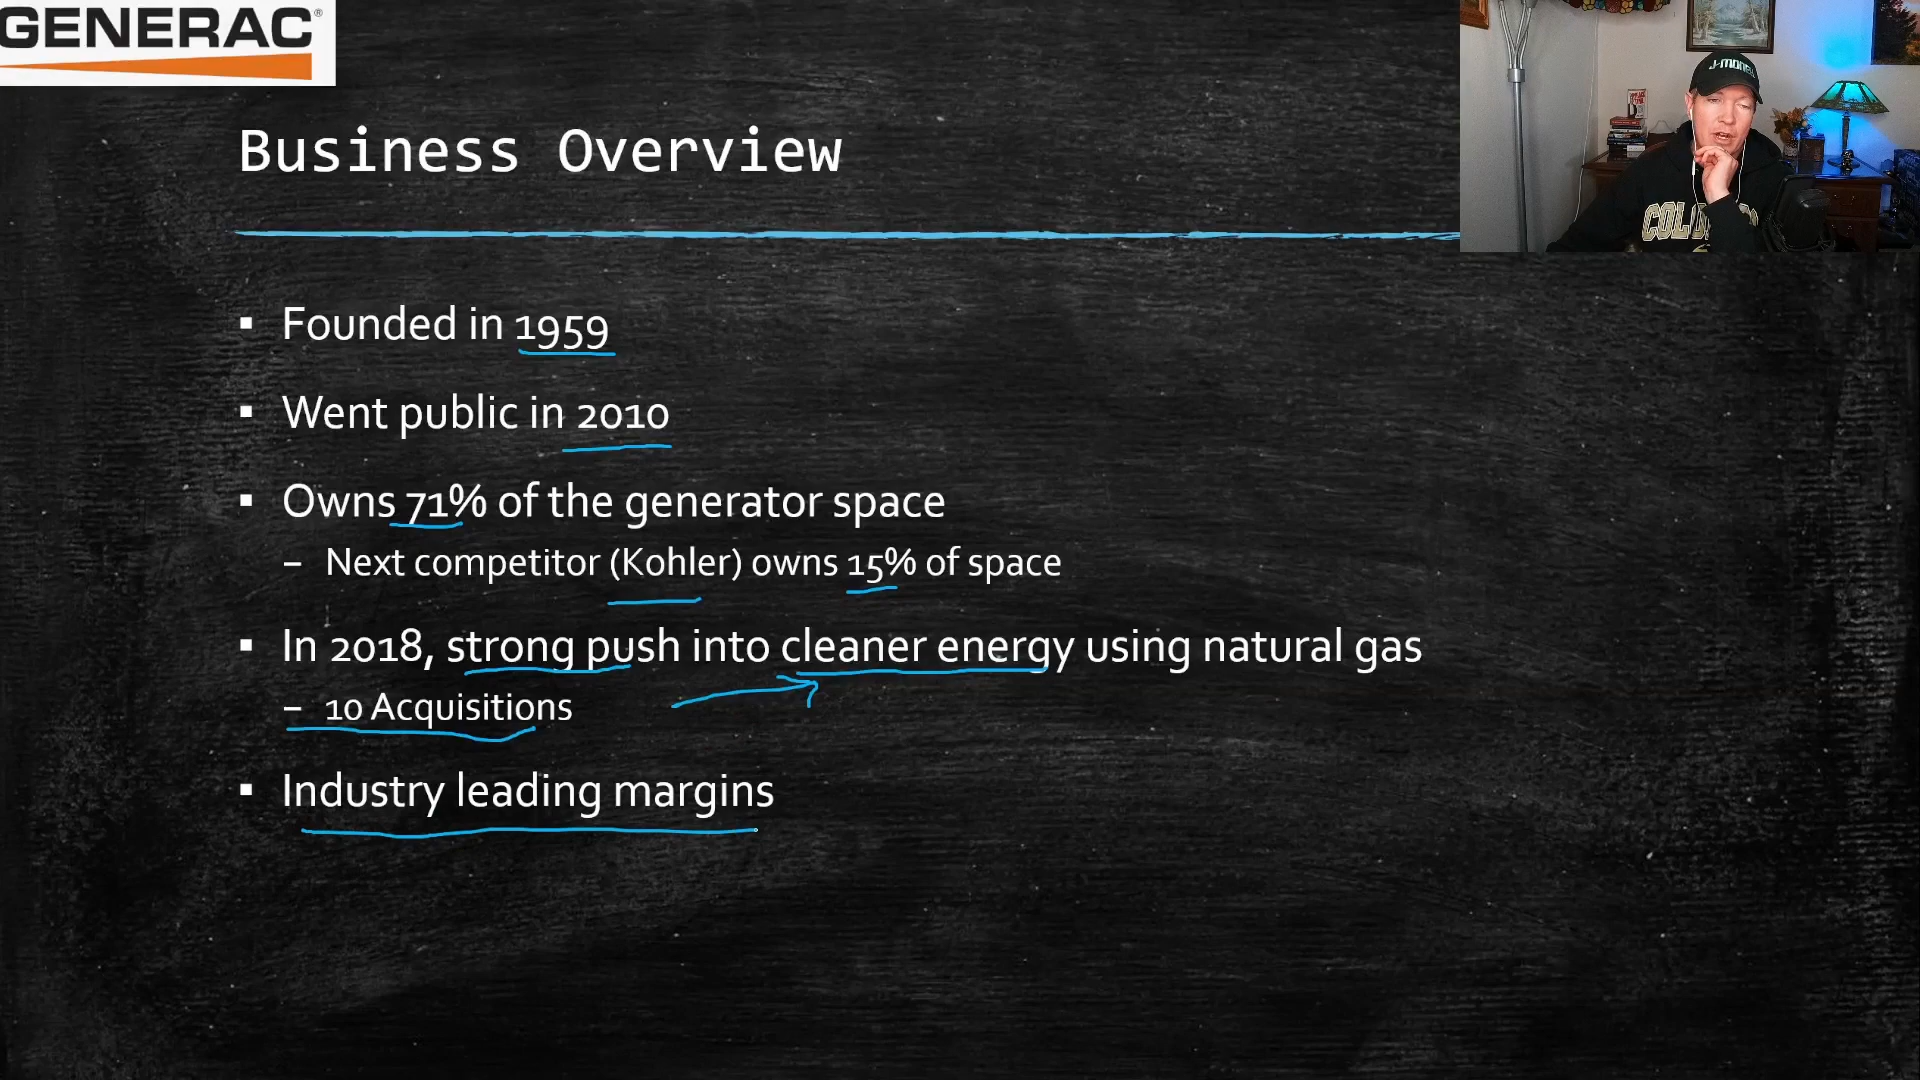 GENERAC®
J-MONEY
COLO
Business Overview
▪ Founded in 1959
▪ Went public in 2010
▪ Owns 71% of the generator space
– Next competitor (Kohler) owns 15% of space
▪ In 2018, strong push into cleaner energy using natural gas
– 10 Acquisitions
▪ Industry leading margins